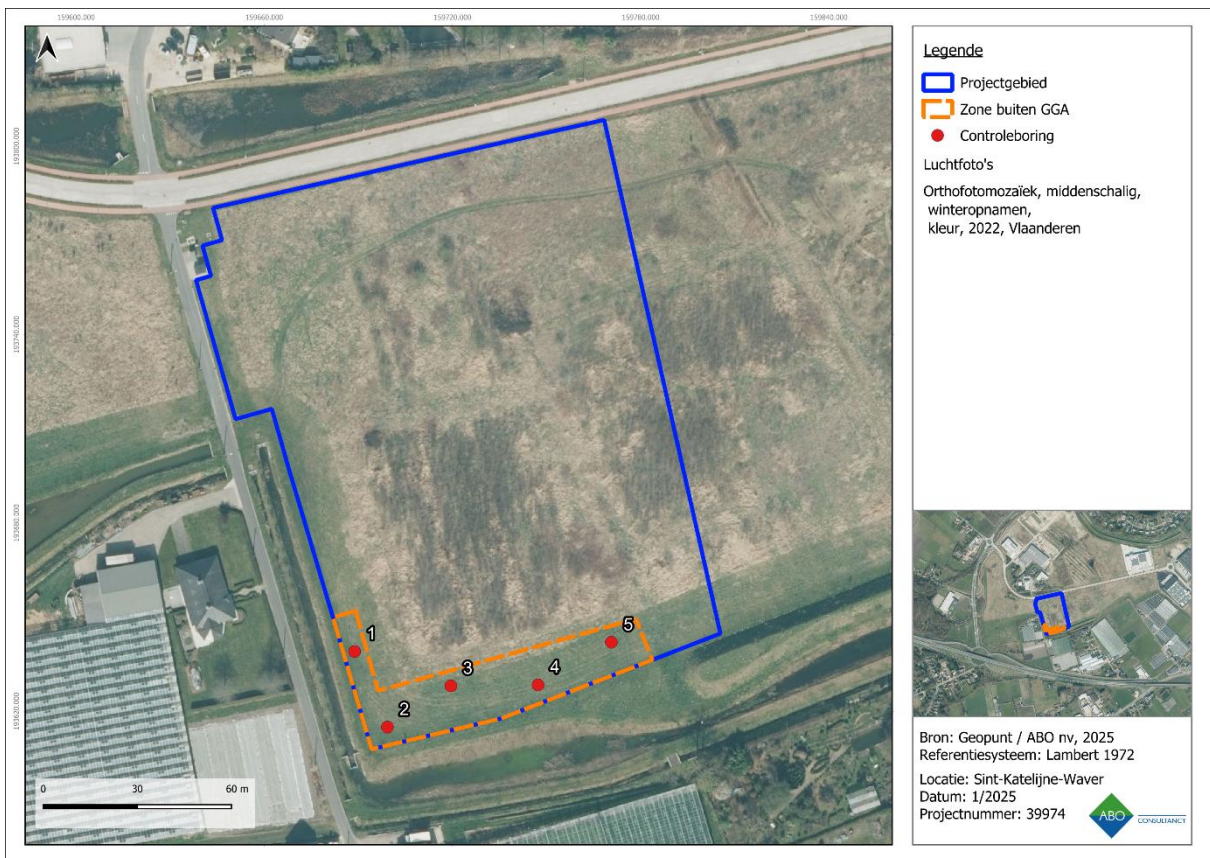 159600.000
159660.000
159720.000
159780.000
159840.000
193800.000
193740.000
193680.000
193620.000
1
2
3
4
5
0 30 60 m
Legende
Projectgebied
Zone buiten GGA
Controleboring
Luchtfoto's
Orthofotomozaïek, middenschalig,
winteropnamen,
kleur, 2022, Vlaanderen
Bron: Geopunt / ABO nv, 2025
Referentiesysteem: Lambert 1972
Locatie: Sint-Katelijne-Waver
Datum: 1/2025
Projectnummer: 39974
ABO CONSULTANCY